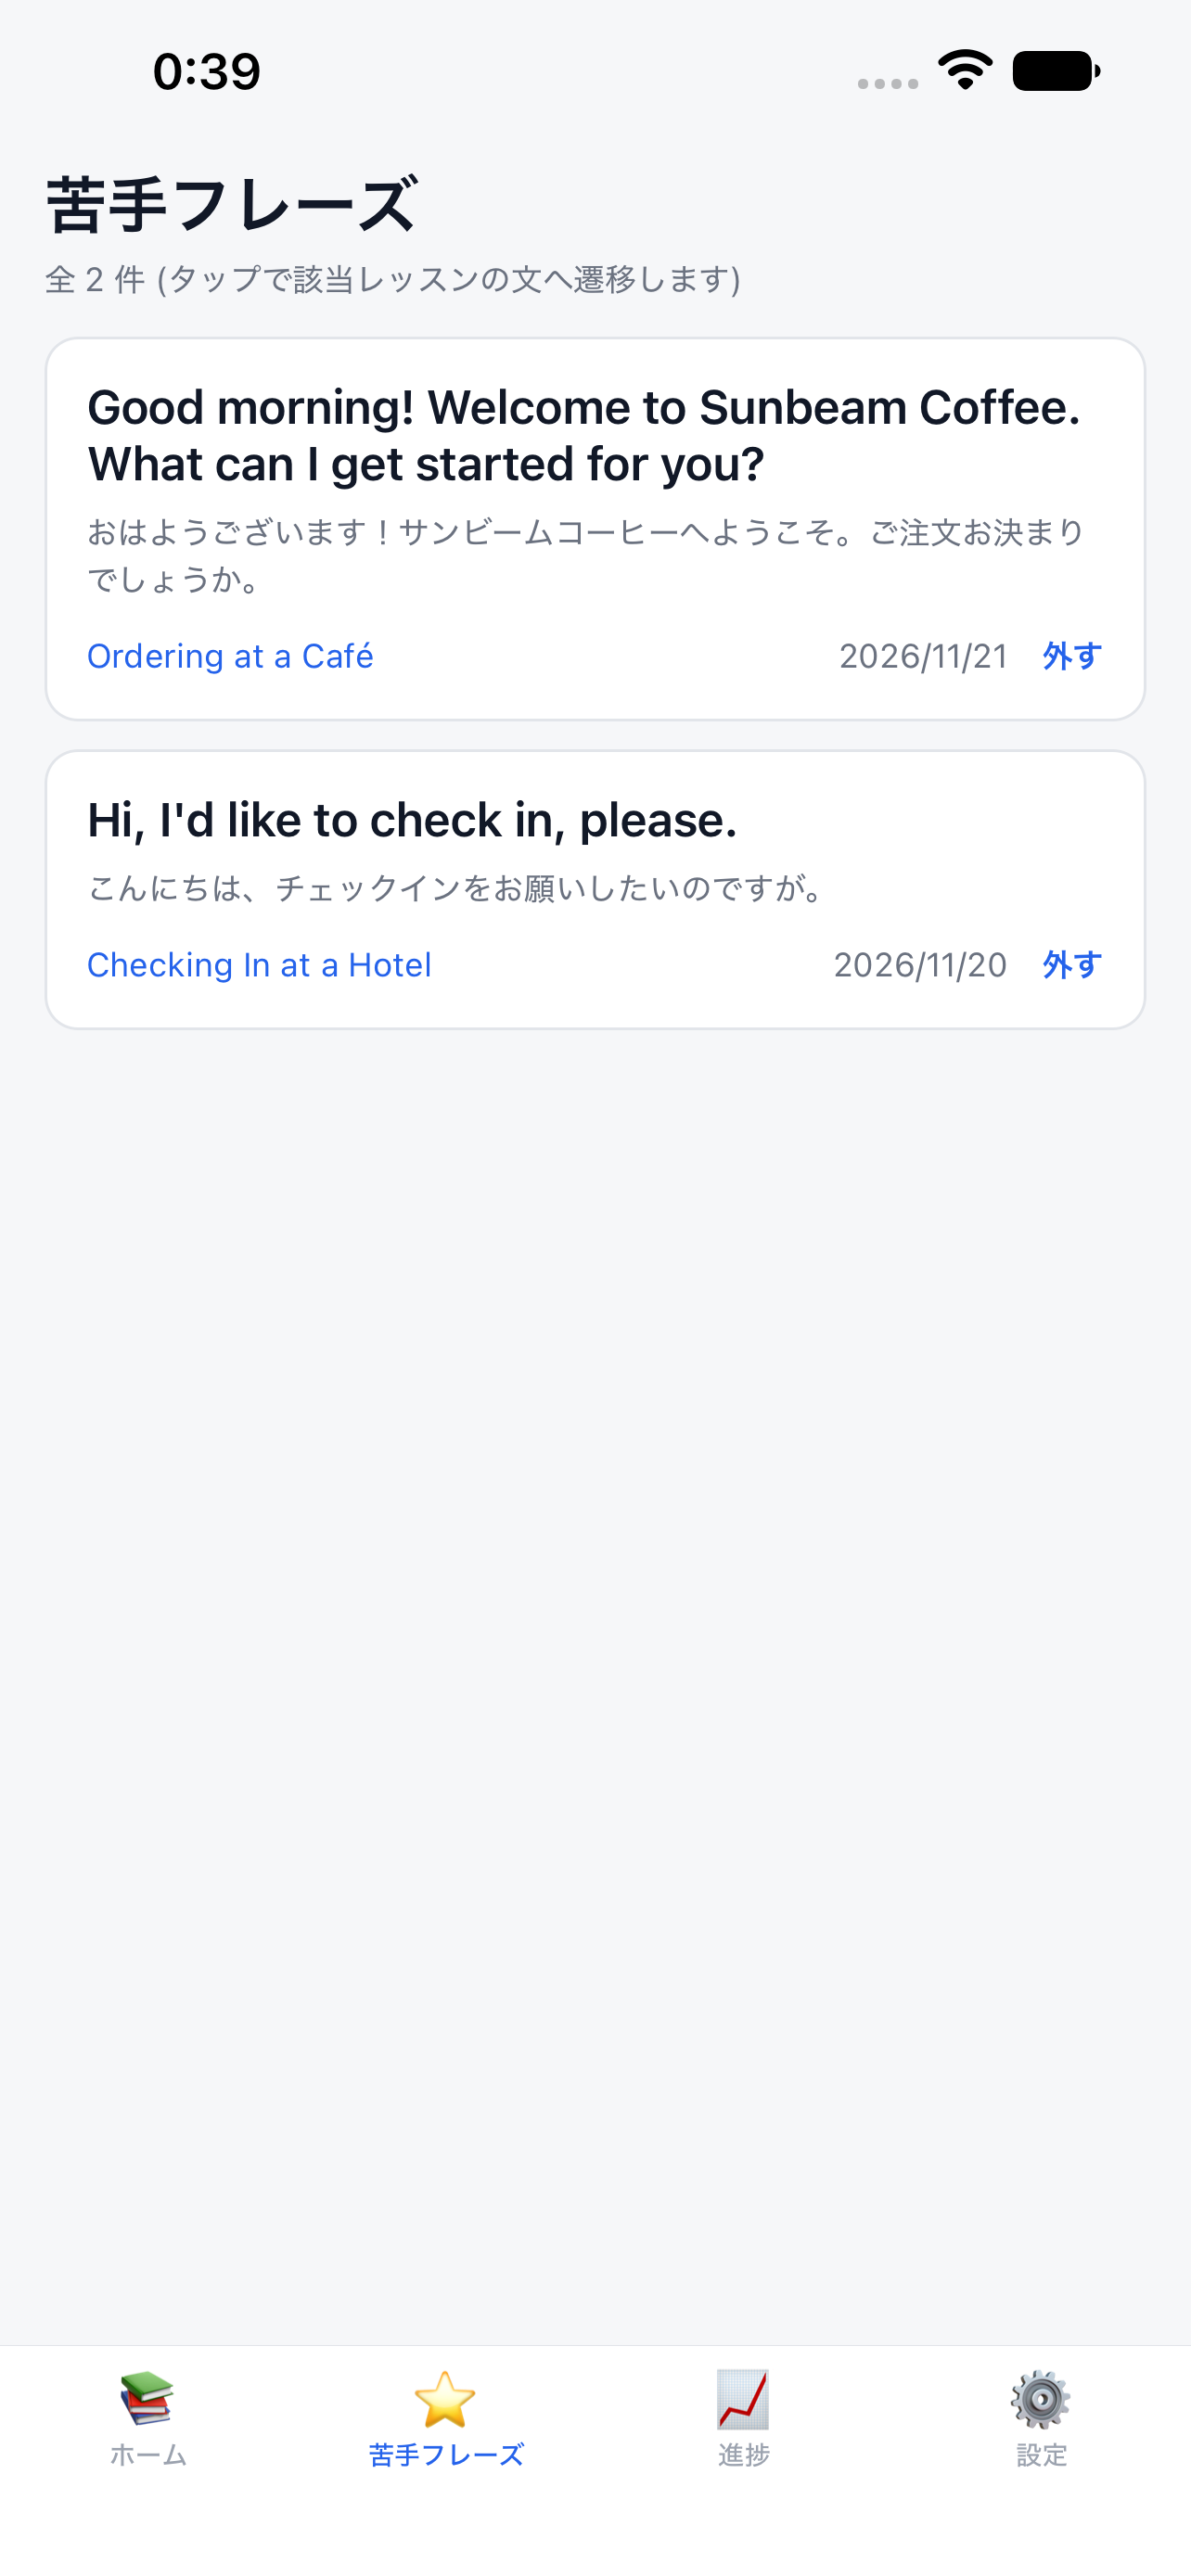 0:39
苦手フレーズ
全 2 件 (タップで該当レッスンの文へ遷移します)
Good morning! Welcome to Sunbeam Coffee.
What can I get started for you?
おはようございます！サンビームコーヒーへようこそ。ご注文お決まり
でしょうか。
Ordering at a Café 2026/11/21 外す
Hi, I'd like to check in, please.
こんにちは、チェックインをお願いしたいのですが。
Checking In at a Hotel 2026/11/20 外す
ホーム 苦手フレーズ 進捗 設定